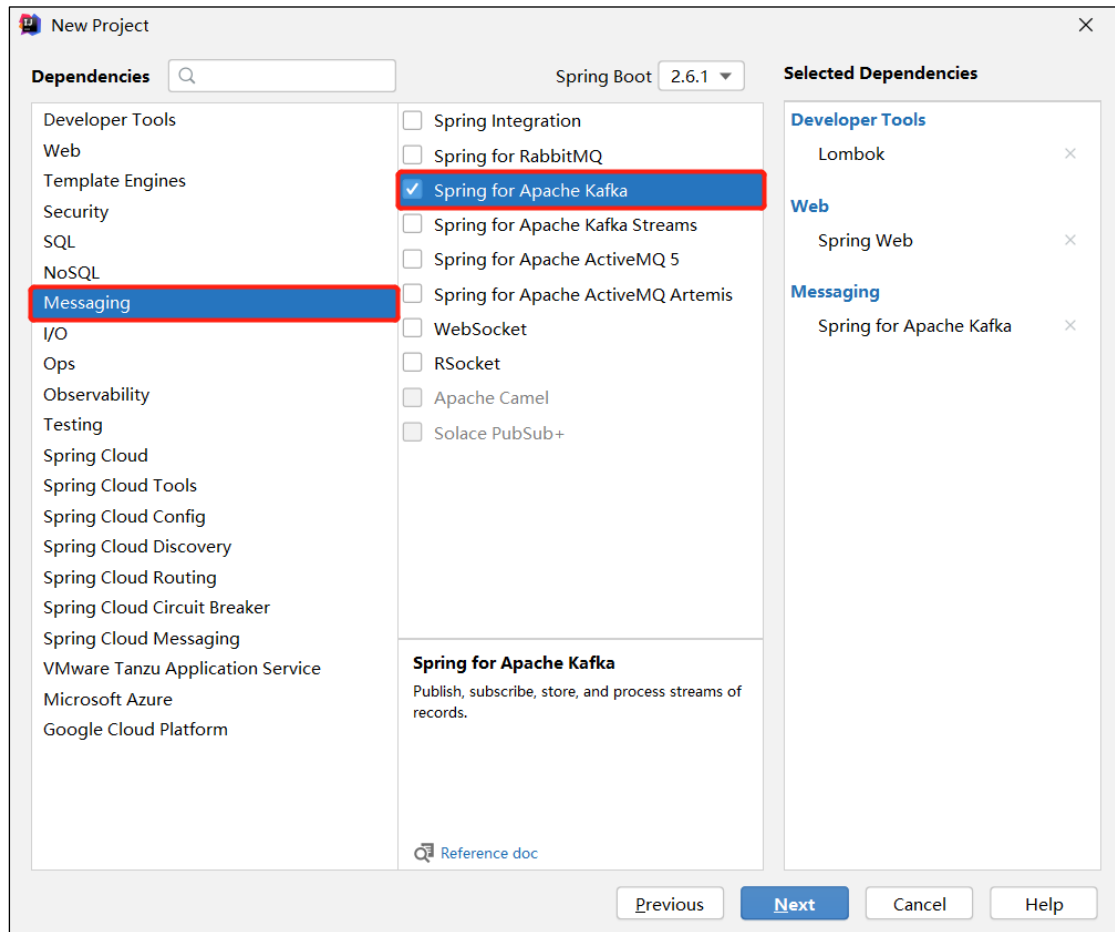 New Project
Dependencies
Spring Boot 2.6.1
Selected Dependencies
Developer Tools
Web
Template Engines
Security
SQL
NoSQL
Messaging
I/O
Ops
Observability
Testing
Spring Cloud
Spring Cloud Tools
Spring Cloud Config
Spring Cloud Discovery
Spring Cloud Routing
Spring Cloud Circuit Breaker
Spring Cloud Messaging
VMware Tanzu Application Service
Microsoft Azure
Google Cloud Platform
Spring Integration
Spring for RabbitMQ
Spring for Apache Kafka
Spring for Apache Kafka Streams
Spring for Apache ActiveMQ 5
Spring for Apache ActiveMQ Artemis
WebSocket
RSocket
Apache Camel
Solace PubSub+
Spring for Apache Kafka
Publish, subscribe, store, and process streams of
records.
Reference doc
Developer Tools
Lombok
Web
Spring Web
Messaging
Spring for Apache Kafka
Previous
Next
Cancel
Help